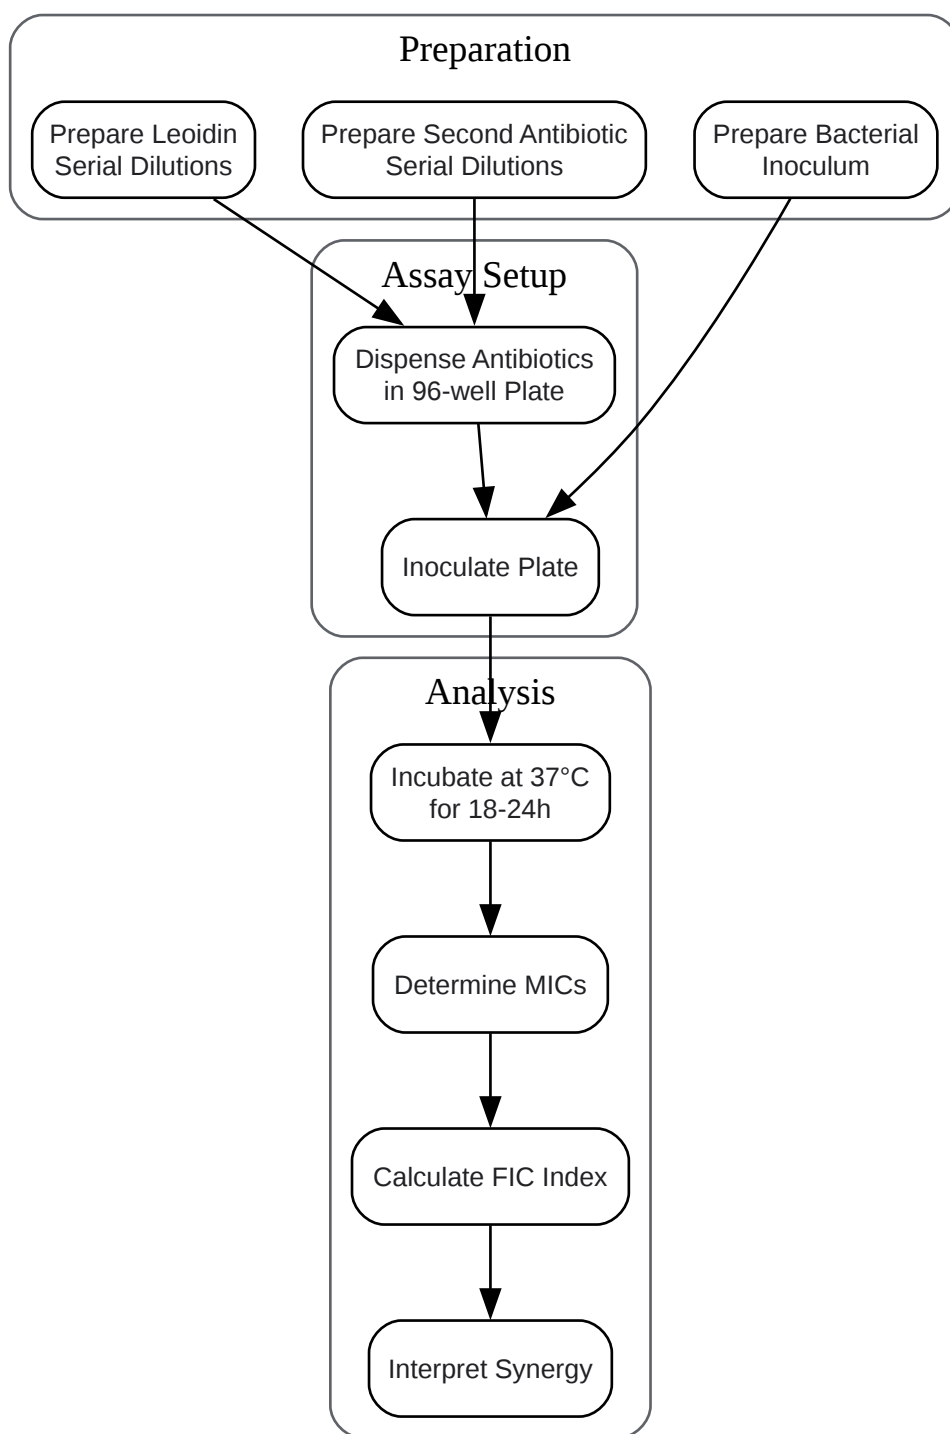 Preparation
Prepare Leoidin
Serial Dilutions
Prepare Second Antibiotic
Serial Dilutions
Prepare Bacterial
Inoculum
Assay Setup
Dispense Antibiotics
in 96-well Plate
Inoculate Plate
Analysis
Incubate at 37°C
for 18-24h
Determine MICs
Calculate FIC Index
Interpret Synergy